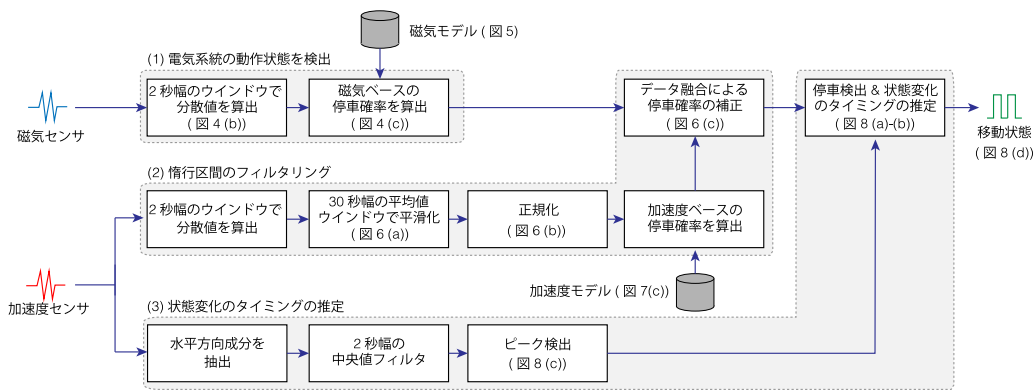 磁気モデル ( 図 5)
(1) 電気系統の動作状態を検出
2 秒幅のウインドウで
分散値を算出
( 図 4 (b))
磁気ベースの
停車確率を算出
( 図 4 (c))
データ融合による
停車確率の補正
( 図 6 (c))
停車検出 & 状態変化
のタイミングの推定
( 図 8 (a)-(b))
磁気センサ
移動状態
( 図 8 (d))
(2) 惰行区間のフィルタリング
2 秒幅のウインドウで
分散値を算出
30 秒幅の平均値
ウインドウで平滑化
( 図 6 (a))
正規化
( 図 6 (b))
加速度ベースの
停車確率を算出
加速度センサ
加速度モデル ( 図 7(c))
(3) 状態変化のタイミングの推定
水平方向成分を
抽出
2 秒幅の
中央値フィルタ
ピーク検出
( 図 8 (c))